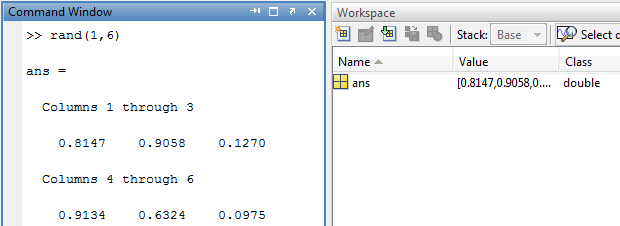 Command Window
>> rand(1,6)
ans =
Columns 1 through 3
0.8147 0.9058 0.1270
Columns 4 through 6
0.9134 0.6324 0.0975
Workspace
Stack: Base Select d
Name Value Class
ans [0.8147,0.9058,0.... double